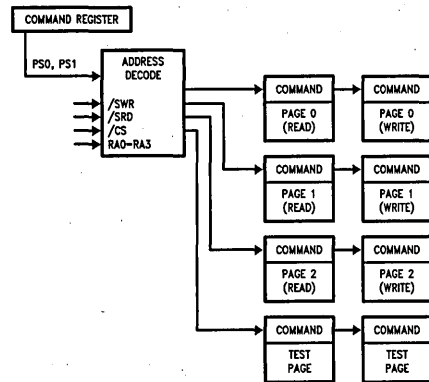 COMMAND REGISTER
PS0, PS1
ADDRESS
DECODE
/SWR
/SRD
/CS
RA0-RA3
COMMAND
PAGE 0
(READ)
COMMAND
PAGE 0
(WRITE)
COMMAND
PAGE 1
(READ)
COMMAND
PAGE 1
(WRITE)
COMMAND
PAGE 2
(READ)
COMMAND
PAGE 2
(WRITE)
COMMAND
TEST
PAGE
COMMAND
TEST
PAGE